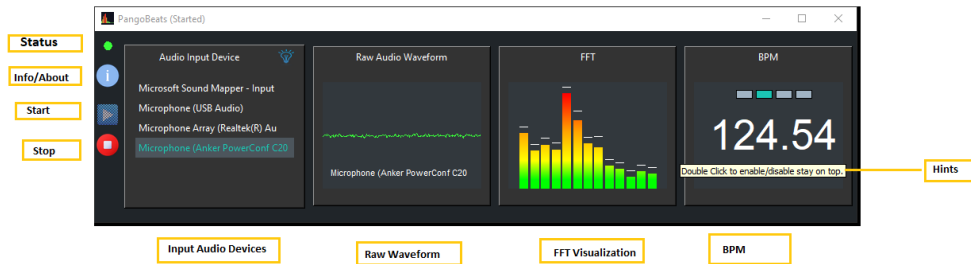 PangoBeats (Started)
Status
Info/About
Start
Stop
Audio Input Device
Microsoft Sound Mapper - Input
Microphone (USB Audio)
Microphone Array (Realtek(R) Au
Microphone (Anker PowerConf C20
Raw Audio Waveform
Microphone (Anker PowerConf C20
FFT
BPM
124.54
Double Click to enable/disable stay on top.
Hints
Input Audio Devices
Raw Waveform
FFT Visualization
BPM